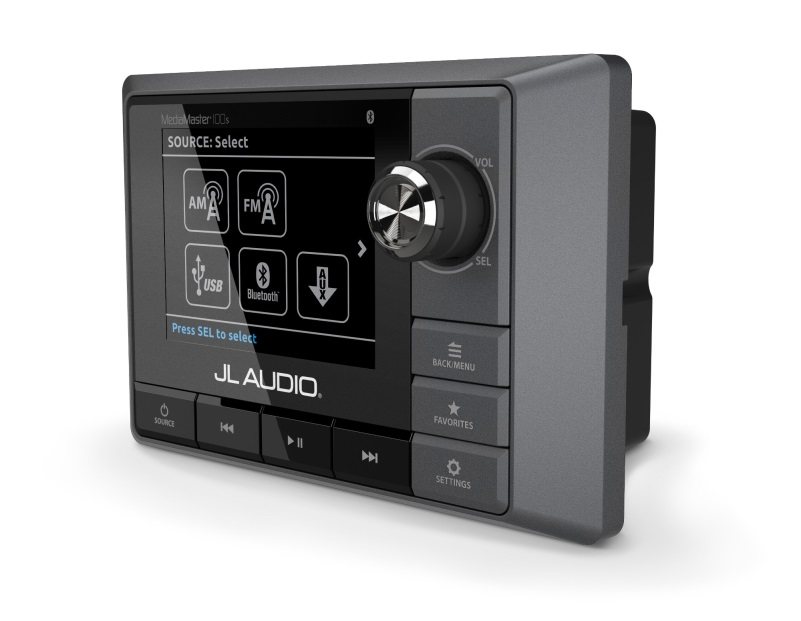 MediaMaster 100s
SOURCE: Select
AM
FM
USB
Bluetooth
AUX
Press SEL to select
JL AUDIO®
VOL
SEL
BACK/MENU
FAVORITES
SETTINGS
SOURCE